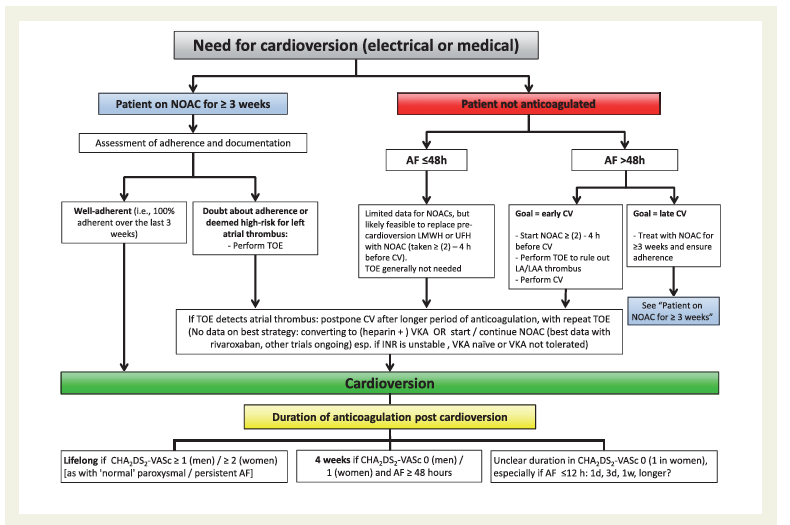 Need for cardioversion (electrical or medical)
Patient on NOAC for ≥ 3 weeks
Patient not anticoagulated
Assessment of adherence and documentation
AF ≤48h
AF >48h
Well-adherent (i.e., 100%
adherent over the last 3
weeks)
Doubt about adherence or
deemed high-risk for left
atrial thrombus:
- Perform TOE
Limited data for NOACs, but
likely feasible to replace pre-
cardioversion LMWH or UFH
with NOAC (taken ≥ (2) – 4 h
before CV).
TOE generally not needed
Goal = early CV
- Start NOAC ≥ (2) - 4 h
before CV
- Perform TOE to rule out
LA/LAA thrombus
- Perform CV
Goal = late CV
- Treat with NOAC for
≥3 weeks and ensure
adherence
See "Patient on
NOAC for ≥ 3 weeks"
If TOE detects atrial thrombus: postpone CV after longer period of anticoagulation, with repeat TOE
(No data on best strategy: converting to (heparin + ) VKA OR start / continue NOAC (best data with
rivaroxaban, other trials ongoing) esp. if INR is unstable , VKA naïve or VKA not tolerated)
Cardioversion
Duration of anticoagulation post cardioversion
Lifelong if CHA₂DS₂-VASc ≥ 1 (men) / ≥ 2 (women)
[as with 'normal' paroxysmal / persistent AF]
4 weeks if CHA₂DS₂-VASc 0 (men) /
1 (women) and AF ≥ 48 hours
Unclear duration in CHA₂DS₂-VASc 0 (1 in women),
especially if AF ≤12 h: 1d, 3d, 1w, longer?